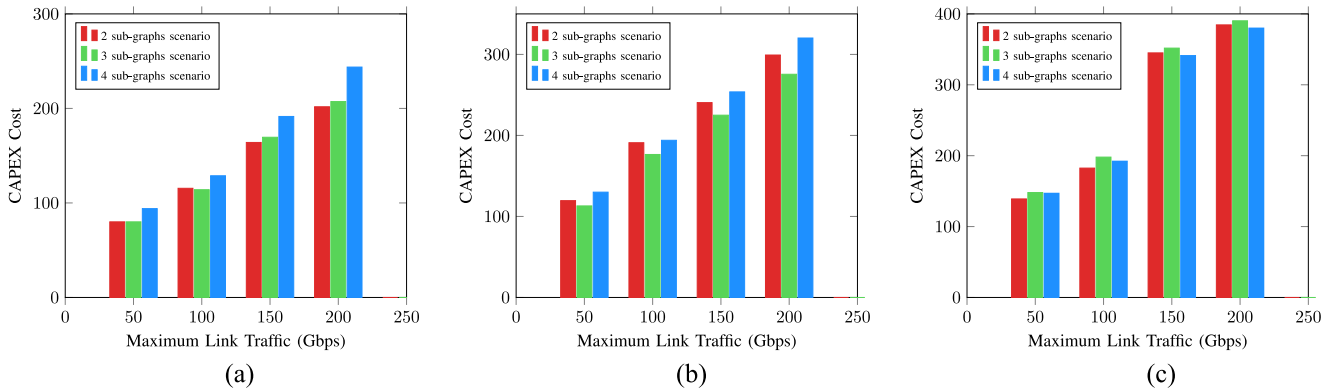 300
200
100
0
CAPEX Cost
2 sub-graphs scenario
3 sub-graphs scenario
4 sub-graphs scenario
0 50 100 150 200 250
Maximum Link Traffic (Gbps)
(a)
300
200
100
0
CAPEX Cost
2 sub-graphs scenario
3 sub-graphs scenario
4 sub-graphs scenario
0 50 100 150 200 250
Maximum Link Traffic (Gbps)
(b)
400
300
200
100
0
CAPEX Cost
2 sub-graphs scenario
3 sub-graphs scenario
4 sub-graphs scenario
0 50 100 150 200 250
Maximum Link Traffic (Gbps)
(c)